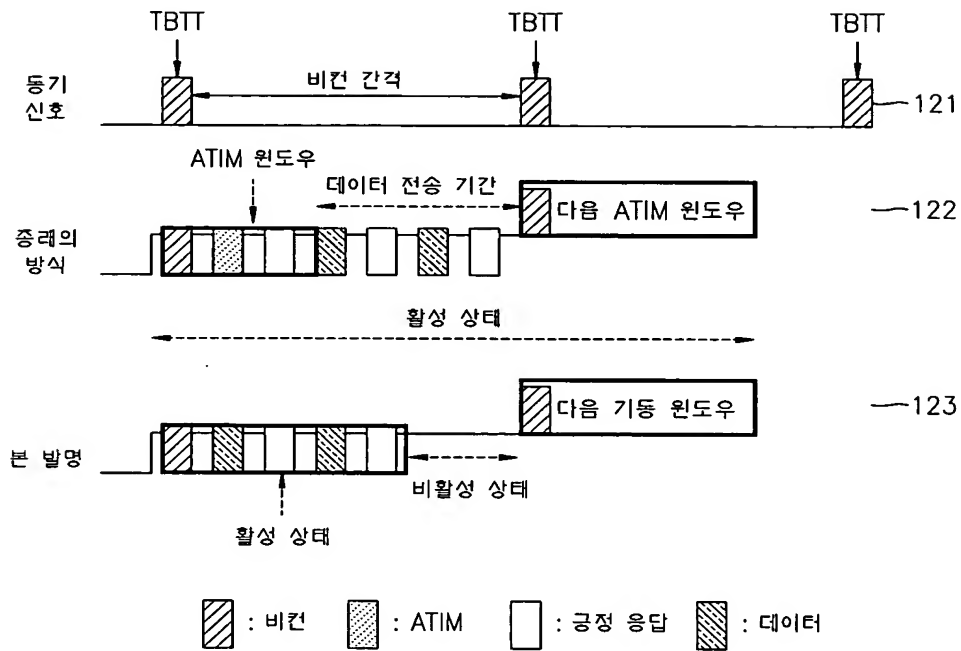 TBTT TBTT TBTT
동기
신호
비컨 간격
121
ATIM 윈도우
데이터 전송 기간
다음 ATIM 윈도우
122
종래의
방식
활성 상태
다음 기동 윈도우
123
본 발명
비활성 상태
활성 상태
: 비컨 : ATIM : 긍정 응답 : 데이터